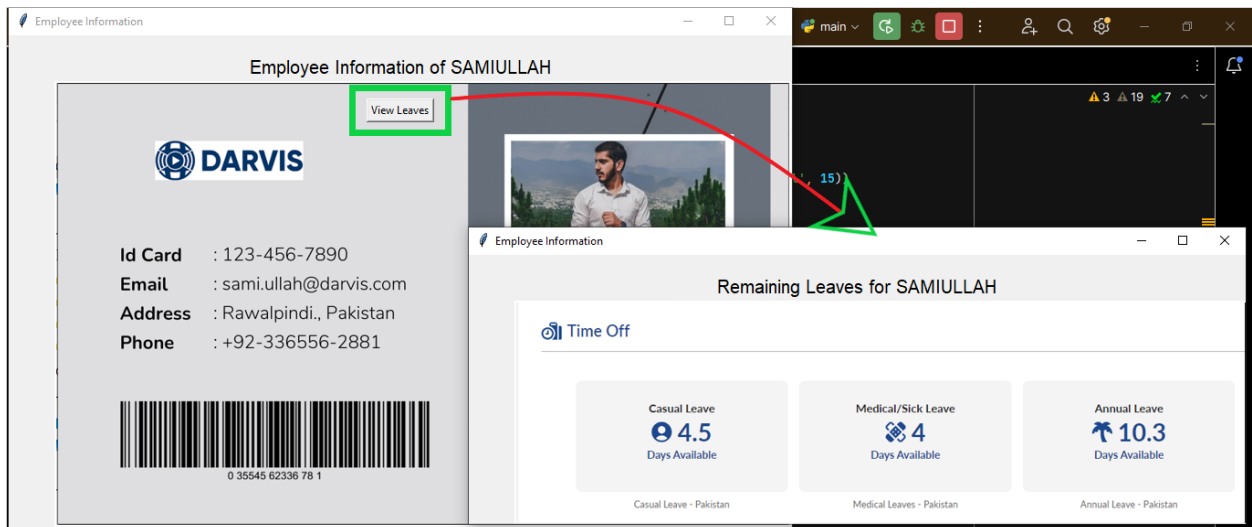 Employee Information
main
Employee Information of SAMIULLAH
View Leaves
3 19 7
DARVIS
', 15))
Id Card : 123-456-7890
Email : sami.ullah@darvis.com
Address : Rawalpindi., Pakistan
Phone : +92-336556-2881
0 35545 62336 78 1
Employee Information
Remaining Leaves for SAMIULLAH
Time Off
Casual Leave
4.5
Days Available
Casual Leave - Pakistan
Medical/Sick Leave
4
Days Available
Medical Leaves - Pakistan
Annual Leave
10.3
Days Available
Annual Leave - Pakistan